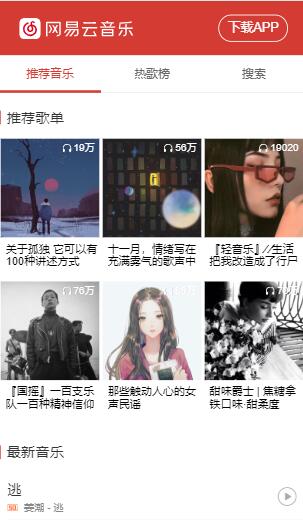 网易云音乐
下载APP
推荐音乐
热歌榜
搜索
推荐歌单
19万
56万
19020
关于孤独 它可以有
100种讲述方式
十一月，情绪写在
充满雾气的歌声中
『轻音乐』╱生活
把我改造成了行尸
76万
『国摇』一百支乐
队一百种精神信仰
那些触动人心的女
声民谣
甜味爵士 | 焦糖拿
铁口味·甜柔度
最新音乐
逃
SQ
姜潮 - 逃